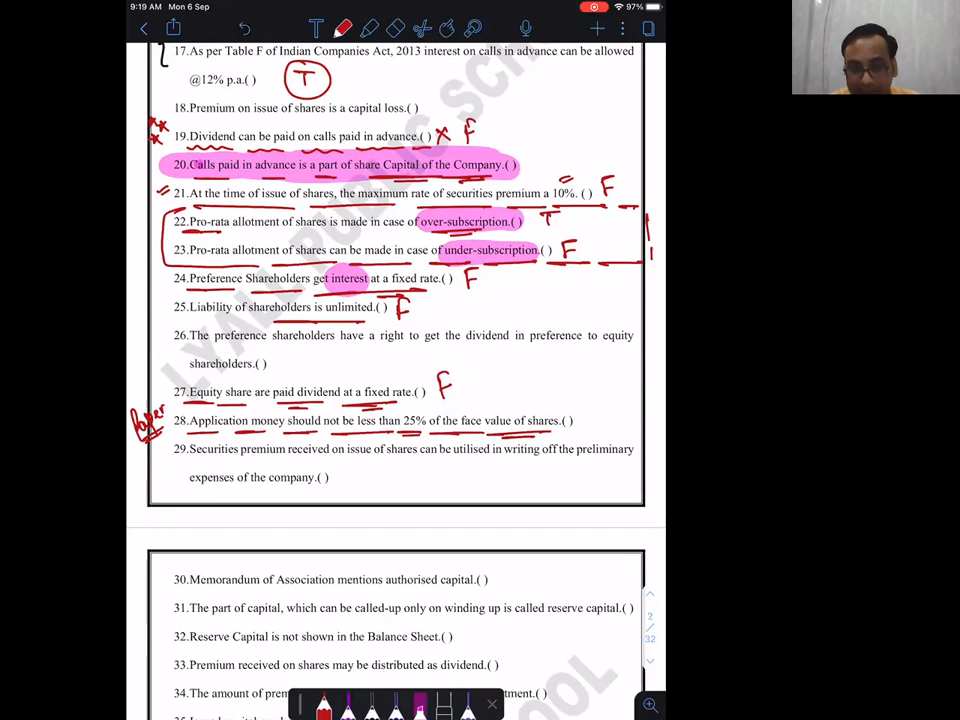 9:19 AM Mon 6 Sep
97%
17.As per Table F of Indian Companies Act, 2013 interest on calls in advance can be allowed
@12% p.a.( ) T
18.Premium on issue of shares is a capital loss.( )
19.Dividend can be paid on calls paid in advance.( ) F
20.Calls paid in advance is a part of share Capital of the Company.( )
21.At the time of issue of shares, the maximum rate of securities premium a 10%. ( ) F
22.Pro-rata allotment of shares is made in case of over-subscription.( ) T
23.Pro-rata allotment of shares can be made in case of under-subscription.( ) F
24.Preference Shareholders get interest at a fixed rate.( ) F
25.Liability of shareholders is unlimited.( ) F
26.The preference shareholders have a right to get the dividend in preference to equity
shareholders.( )
27.Equity share are paid dividend at a fixed rate.( ) F
Paper
28.Application money should not be less than 25% of the face value of shares.( )
29.Securities premium received on issue of shares can be utilised in writing off the preliminary
expenses of the company.( )
LYALL PUBLIC SCHOOL
30.Memorandum of Association mentions authorised capital.( )
31.The part of capital, which can be called-up only on winding up is called reserve capital.( )
32.Reserve Capital is not shown in the Balance Sheet.( )
33.Premium received on shares may be distributed as dividend.( )
34.The amount of
2
/
32